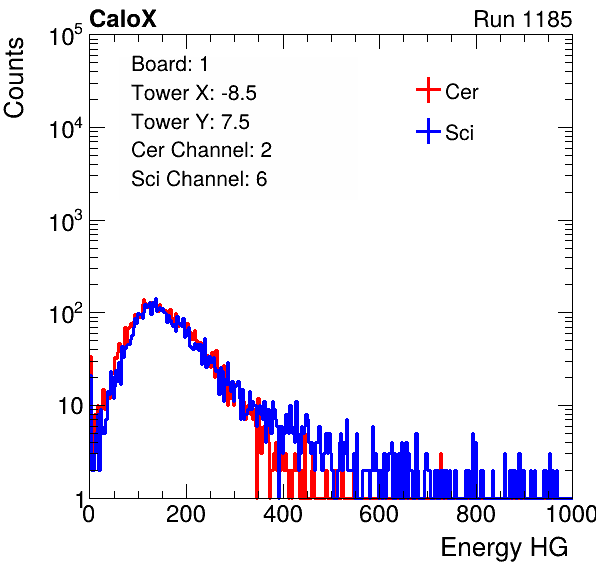 CaloX Run 1185
Counts
10^5
10^4
10^3
10^2
10
1
Board: 1
Tower X: -8.5
Tower Y: 7.5
Cer Channel: 2
Sci Channel: 6
Cer
Sci
0 200 400 600 800 1000
Energy HG